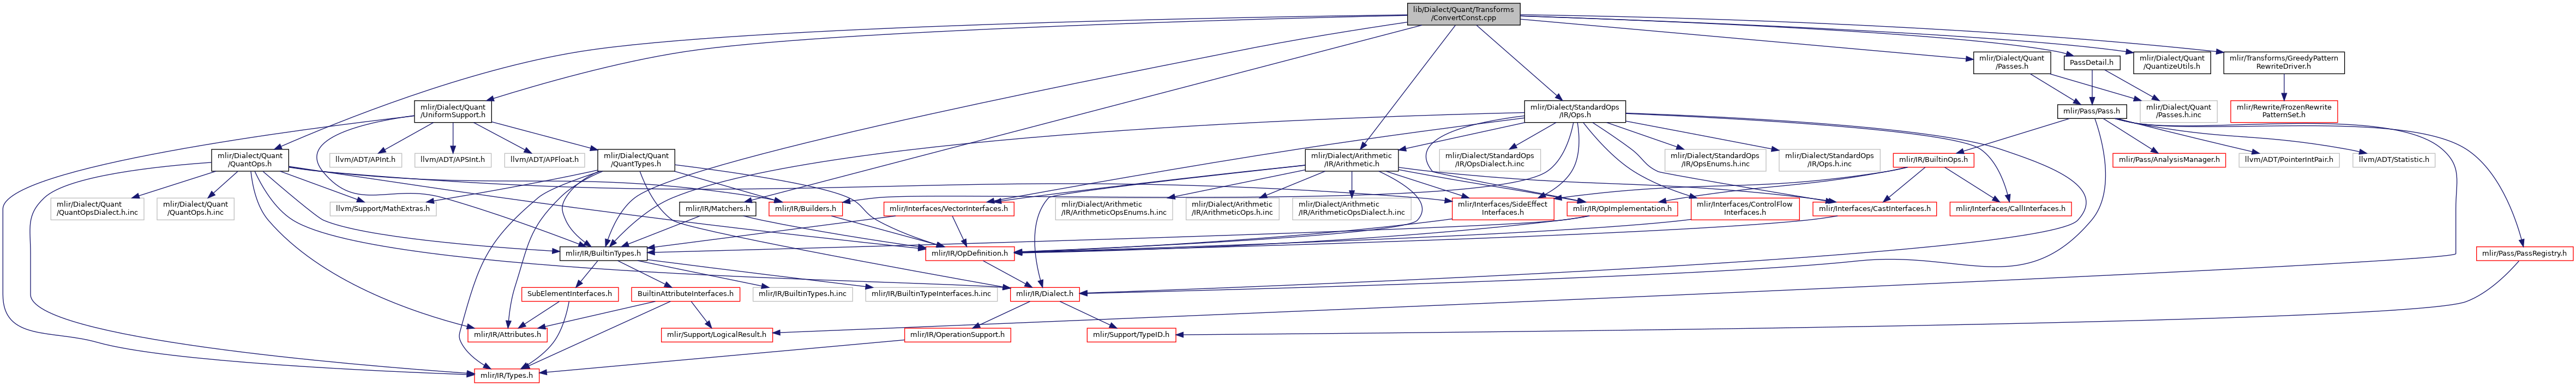 lib/Dialect/Quant/Transforms
/ConvertConst.cpp
mlir/Dialect/Quant
/Passes.h
PassDetail.h
mlir/Dialect/Quant
/QuantizeUtils.h
mlir/Transforms/GreedyPattern
RewriteDriver.h
mlir/Dialect/Quant
/UniformSupport.h
mlir/Dialect/StandardOps
/IR/Ops.h
mlir/Pass/Pass.h
mlir/Dialect/Quant
/Passes.h.inc
mlir/Rewrite/FrozenRewrite
PatternSet.h
mlir/Dialect/Quant
/QuantOps.h
llvm/ADT/APInt.h
llvm/ADT/APSInt.h
llvm/ADT/APFloat.h
mlir/Dialect/Quant
/QuantTypes.h
mlir/Dialect/Arithmetic
/IR/Arithmetic.h
mlir/Dialect/StandardOps
/IR/OpsDialect.h.inc
mlir/Dialect/StandardOps
/IR/OpsEnums.h.inc
mlir/Dialect/StandardOps
/IR/Ops.h.inc
mlir/IR/BuiltinOps.h
mlir/Pass/AnalysisManager.h
llvm/ADT/PointerIntPair.h
llvm/ADT/Statistic.h
mlir/Dialect/Quant
/QuantOpsDialect.h.inc
mlir/Dialect/Quant
/QuantOps.h.inc
llvm/Support/MathExtras.h
mlir/IR/Matchers.h
mlir/IR/Builders.h
mlir/Interfaces/VectorInterfaces.h
mlir/Dialect/Arithmetic
/IR/ArithmeticOpsEnums.h.inc
mlir/Dialect/Arithmetic
/IR/ArithmeticOps.h.inc
mlir/Dialect/Arithmetic
/IR/ArithmeticOpsDialect.h.inc
mlir/Interfaces/SideEffect
Interfaces.h
mlir/IR/OpImplementation.h
mlir/Interfaces/ControlFlow
Interfaces.h
mlir/Interfaces/CastInterfaces.h
mlir/Interfaces/CallInterfaces.h
mlir/IR/BuiltinTypes.h
mlir/IR/OpDefinition.h
mlir/Pass/PassRegistry.h
SubElementInterfaces.h
BuiltinAttributeInterfaces.h
mlir/IR/BuiltinTypes.h.inc
mlir/IR/BuiltinTypeInterfaces.h.inc
mlir/IR/Dialect.h
mlir/IR/Attributes.h
mlir/Support/LogicalResult.h
mlir/IR/OperationSupport.h
mlir/Support/TypeID.h
mlir/IR/Types.h